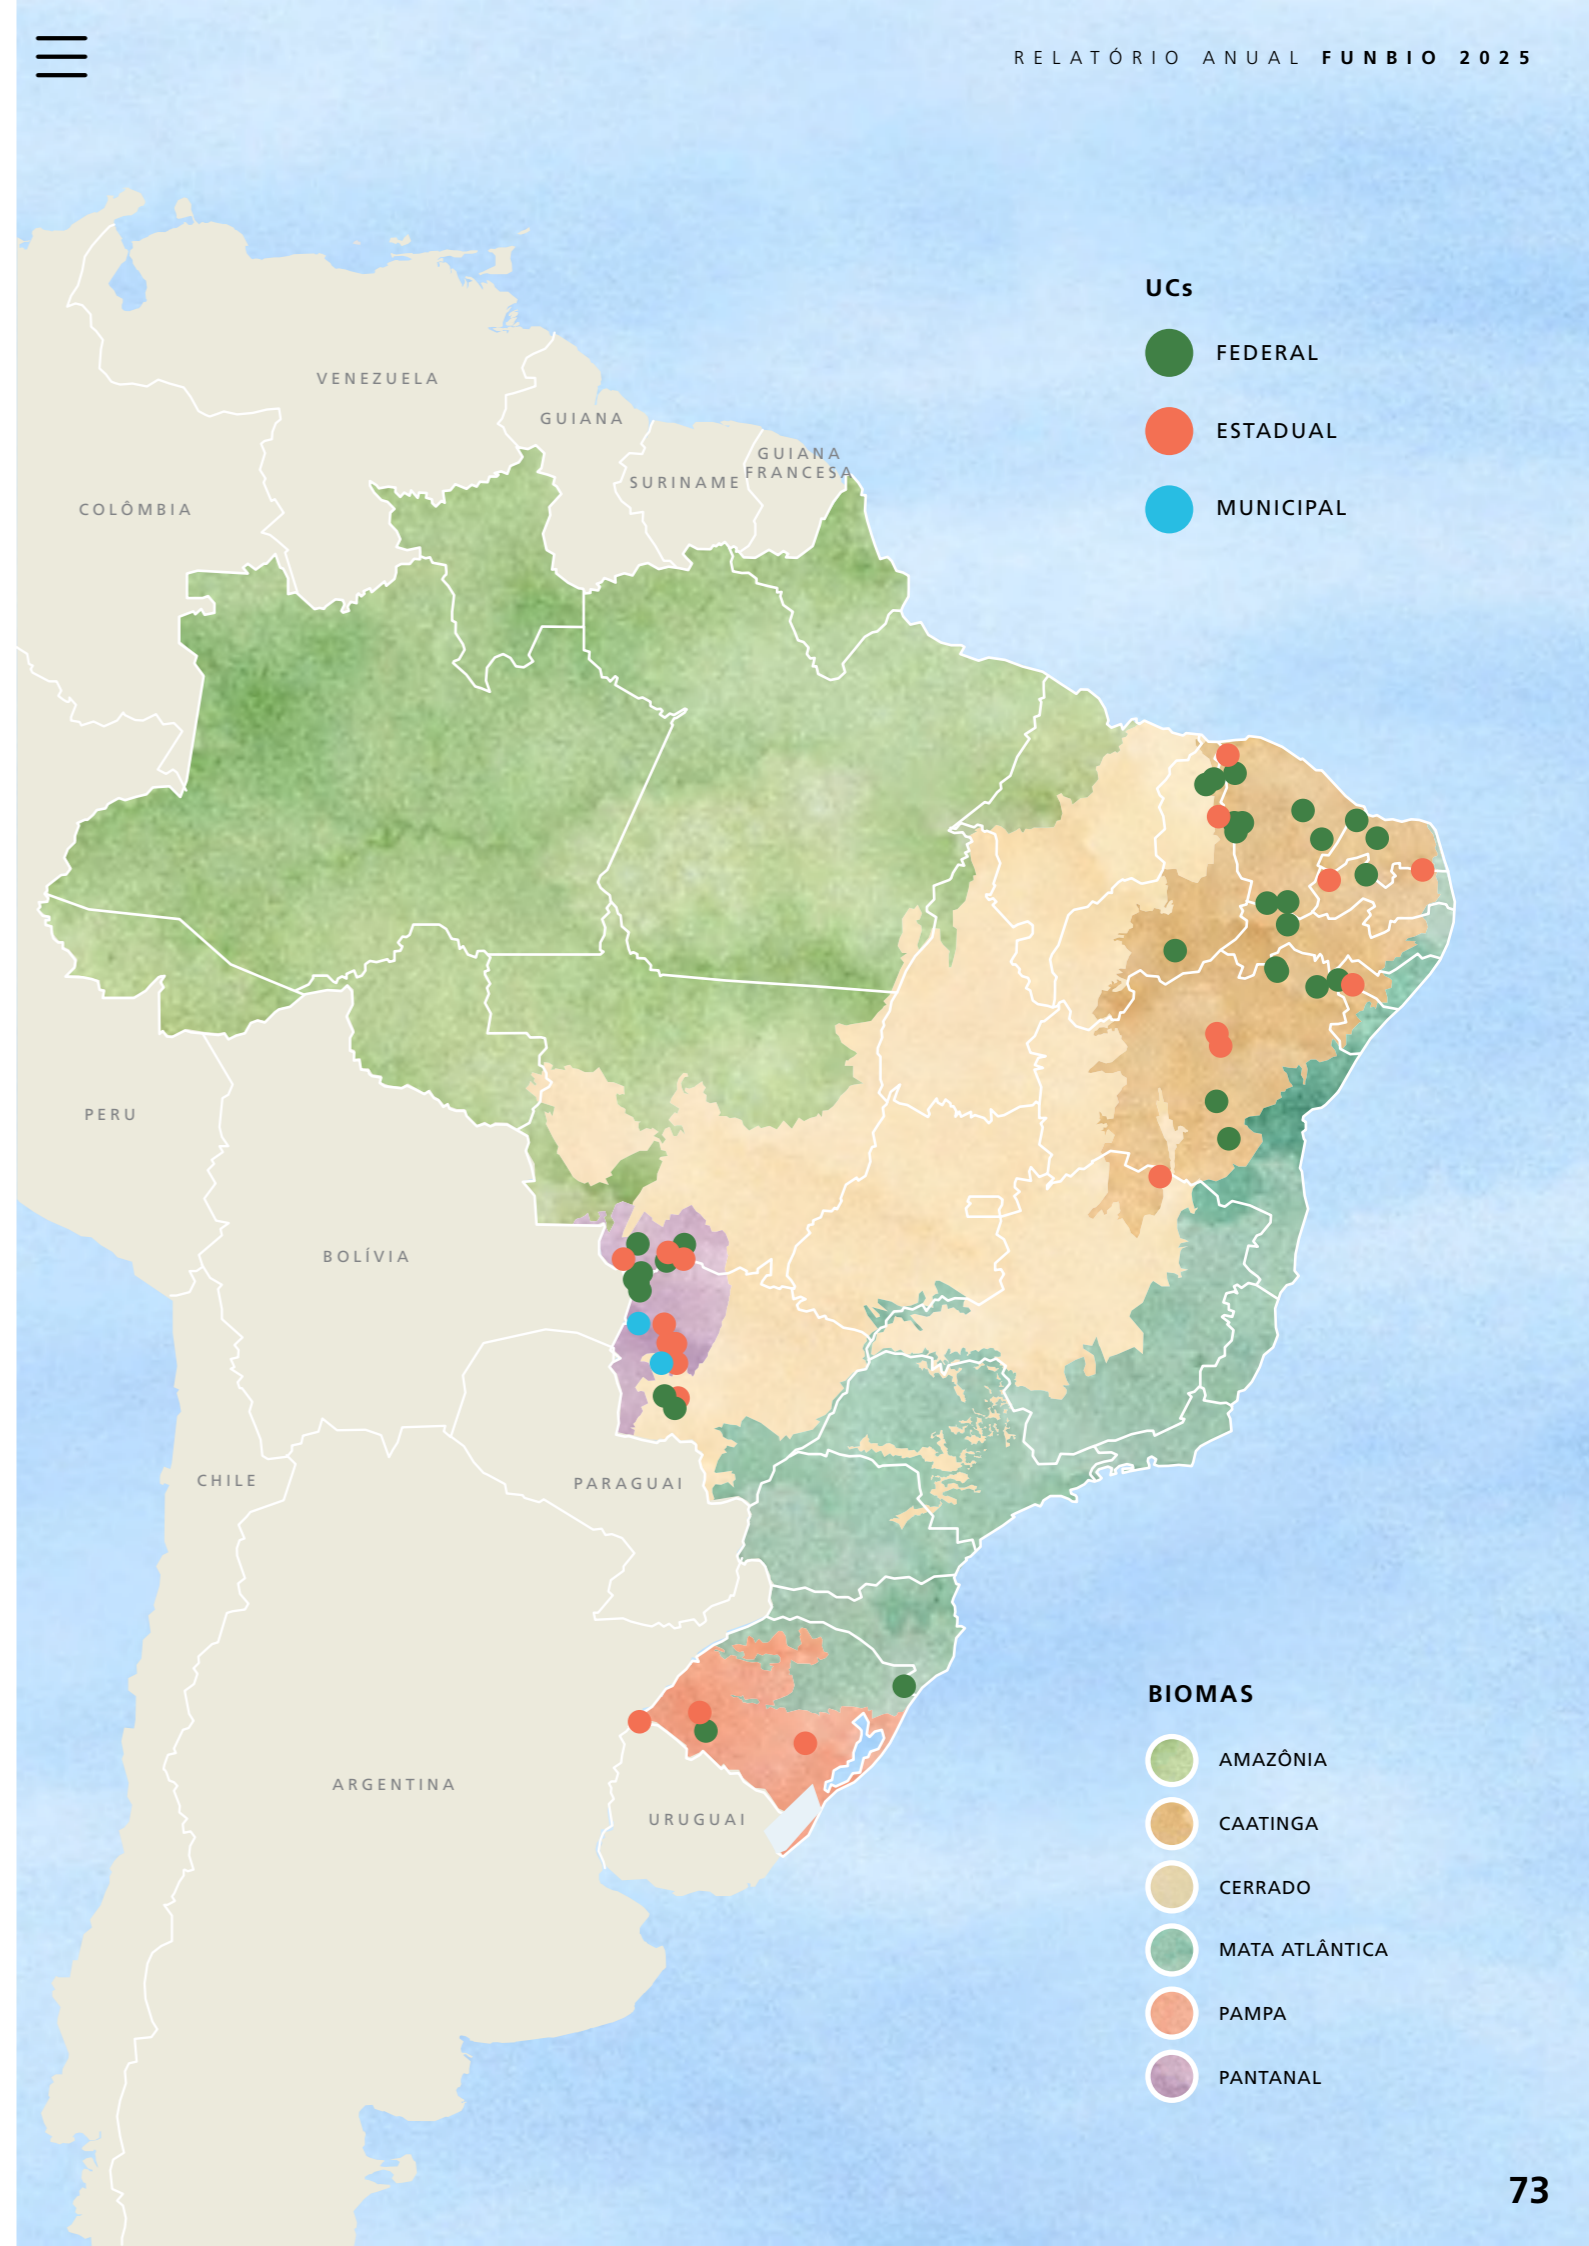 RELATÓRIO ANUAL FUNBIO 2025
UCs
FEDERAL
ESTADUAL
MUNICIPAL
VENEZUELA
GUIANA
SURINAME
GUIANA
FRANCESA
COLÔMBIA
PERU
BOLÍVIA
CHILE
PARAGUAI
ARGENTINA
URUGUAI
BIOMAS
AMAZÔNIA
CAATINGA
CERRADO
MATA ATLÂNTICA
PAMPA
PANTANAL
73